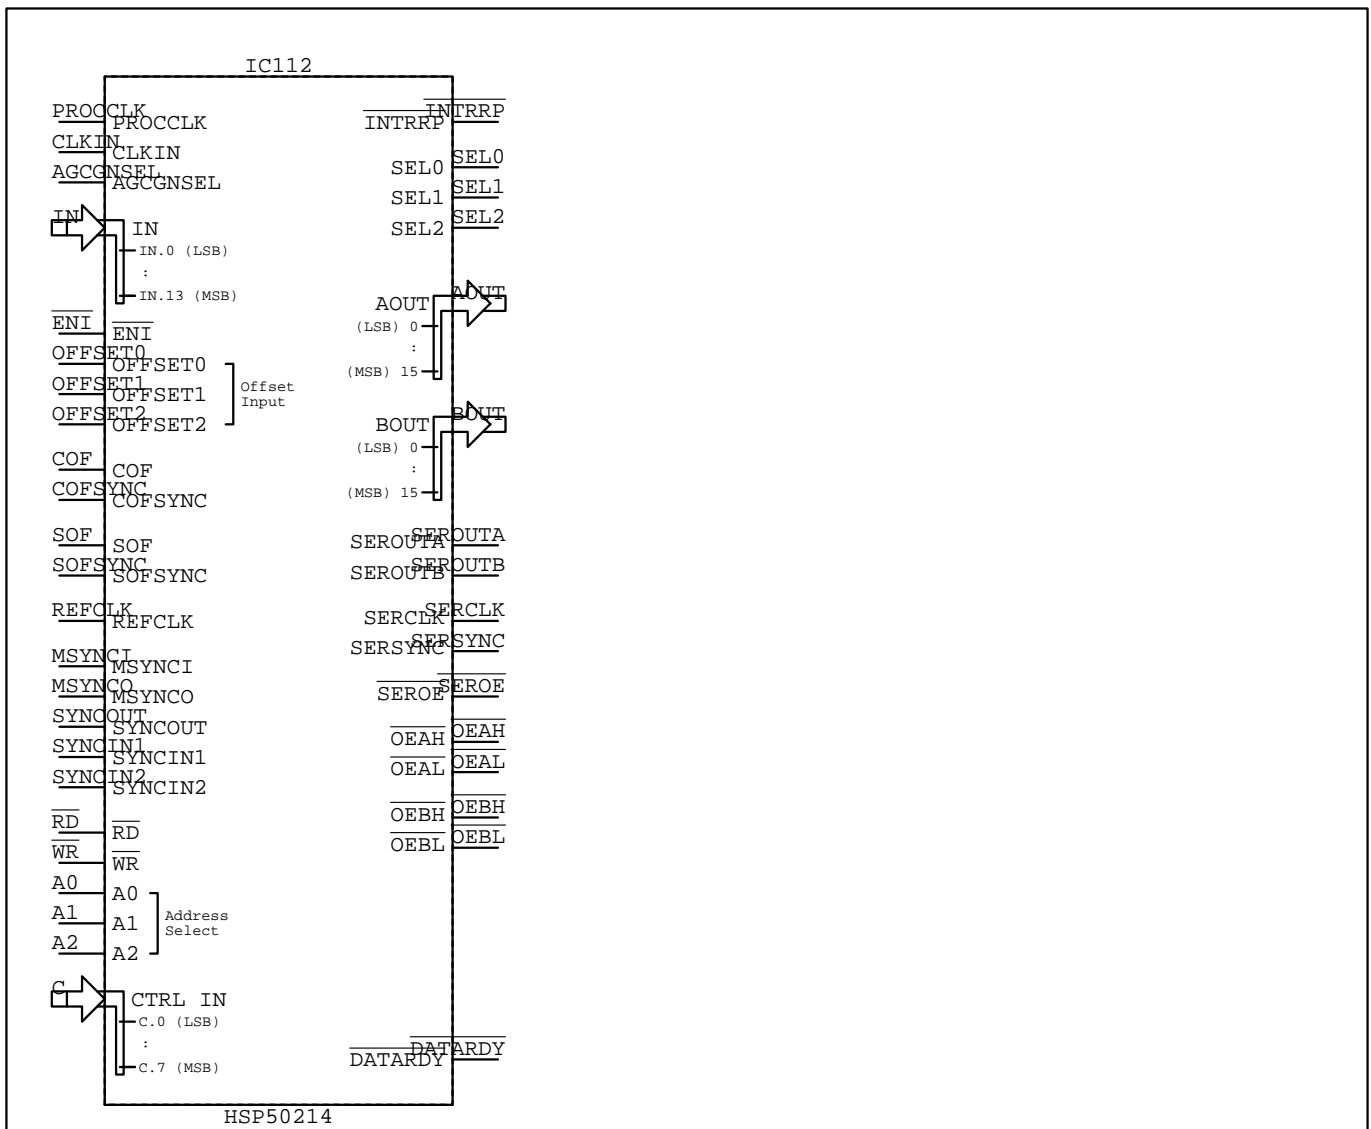 IC112
PROCCLK
PROCCLK
CLKIN
CLKIN
AGCGNSEL
AGCGNSEL
IN
IN
IN.0 (LSB)
:
IN.13 (MSB)
ENI
ENI
OFFSET0
OFFSET0
OFFSET1
OFFSET1
OFFSET2
OFFSET2
Offset
Input
COF
COF
COFSYNC
COFSYNC
SOF
SOF
SOFSYNC
SOFSYNC
REFCLK
REFCLK
MSYNCI
MSYNCI
MSYNCO
MSYNCO
SYNCOUT
SYNCOUT
SYNCIN1
SYNCIN1
SYNCIN2
SYNCIN2
RD
RD
WR
WR
A0
A0
A1
A1
A2
A2
Address
Select
C
CTRL IN
C.0 (LSB)
:
C.7 (MSB)
INTRRP
INTRRP
SEL0
SEL0
SEL1
SEL1
SEL2
SEL2
AOUT
AOUT
(LSB) 0
:
(MSB) 15
BOUT
BOUT
(LSB) 0
:
(MSB) 15
SEROUTA
SEROUTA
SEROUTB
SEROUTB
SERCLK
SERCLK
SERSYNC
SERSYNC
SEROE
SEROE
OEAH
OEAH
OEAL
OEAL
OEBH
OEBH
OEBL
OEBL
DATARDY
DATARDY
HSP50214